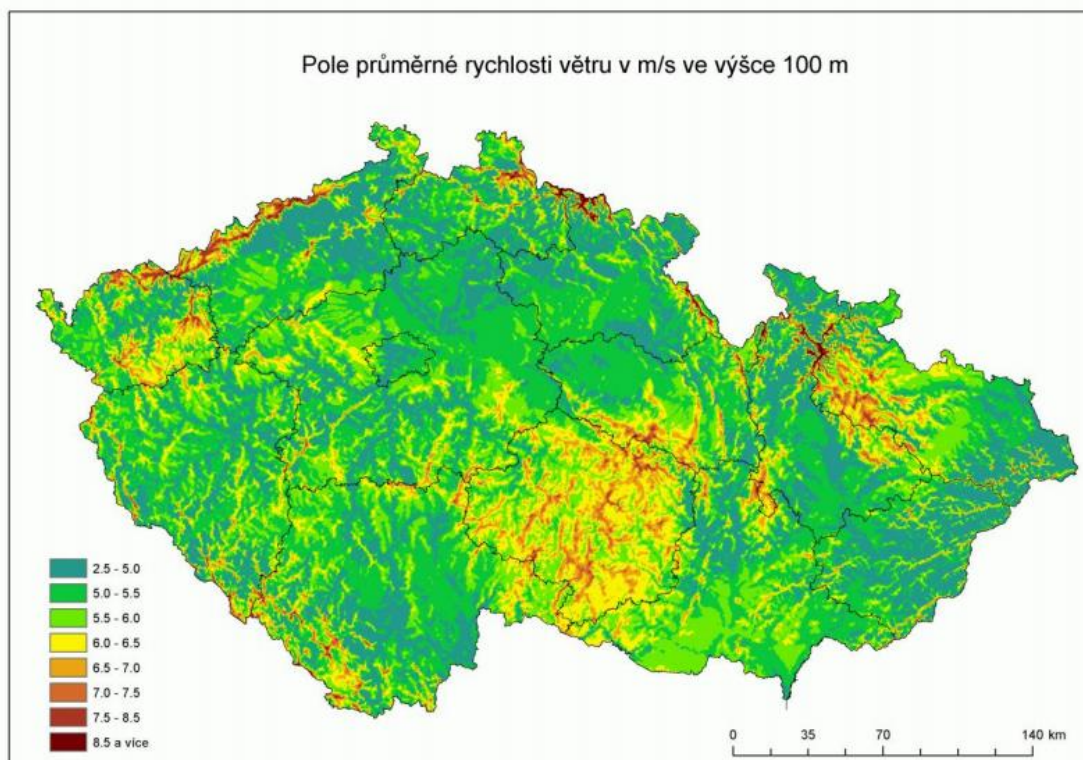 Pole průměrné rychlosti větru v m/s ve výšce 100 m
2.5 - 5.0
5.0 - 5.5
5.5 - 6.0
6.0 - 6.5
6.5 - 7.0
7.0 - 7.5
7.5 - 8.5
8.5 a více
0 35 70 140 km